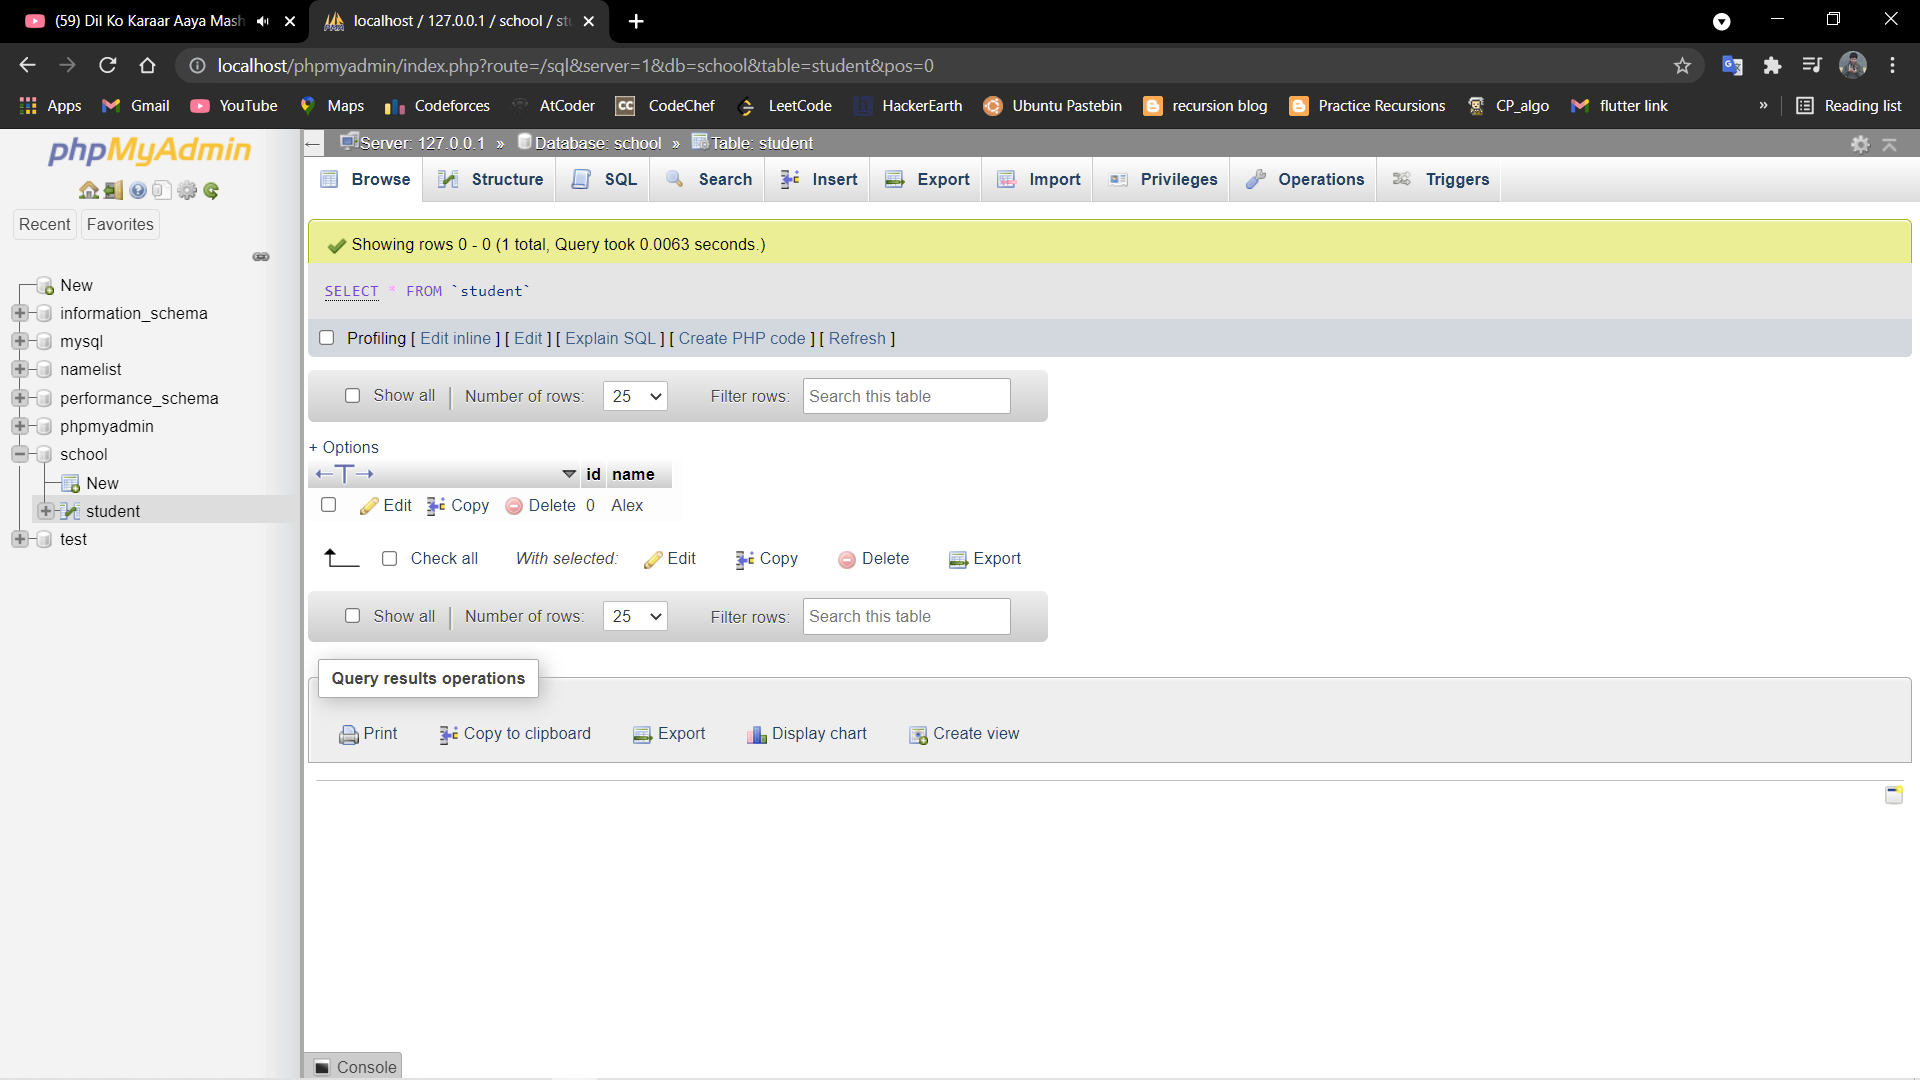 (59) Dil Ko Karaar Aaya Mash
localhost / 127.0.0.1 / school / st
localhost/phpmyadmin/index.php?route=/sql&server=1&db=school&table=student&pos=0
Apps Gmail YouTube Maps Codeforces AtCoder CC CodeChef LeetCode HackerEarth Ubuntu Pastebin recursion blog Practice Recursions CP_algo flutter link » Reading list
phpMyAdmin
Recent Favorites
New
information_schema
mysql
namelist
performance_schema
phpmyadmin
school
New
student
test
Server: 127.0.0.1 » Database: school » Table: student
Browse Structure SQL Search Insert Export Import Privileges Operations Triggers
Showing rows 0 - 0 (1 total, Query took 0.0063 seconds.)
SELECT * FROM `student`
Profiling [ Edit inline ] [ Edit ] [ Explain SQL ] [ Create PHP code ] [ Refresh ]
Show all | Number of rows: 25 Filter rows: Search this table
+ Options
←T→ id name
Edit Copy Delete 0 Alex
Check all With selected: Edit Copy Delete Export
Show all | Number of rows: 25 Filter rows: Search this table
Query results operations
Print Copy to clipboard Export Display chart Create view
Console